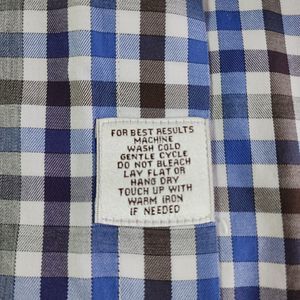 FOR BEST RESULTS
MACHINE
WASH COLD
GENTLE CYCLE
DO NOT BLEACH
LAY FLAT OR
HANG DRY
TOUCH UP WITH
WARM IRON
IF NEEDED